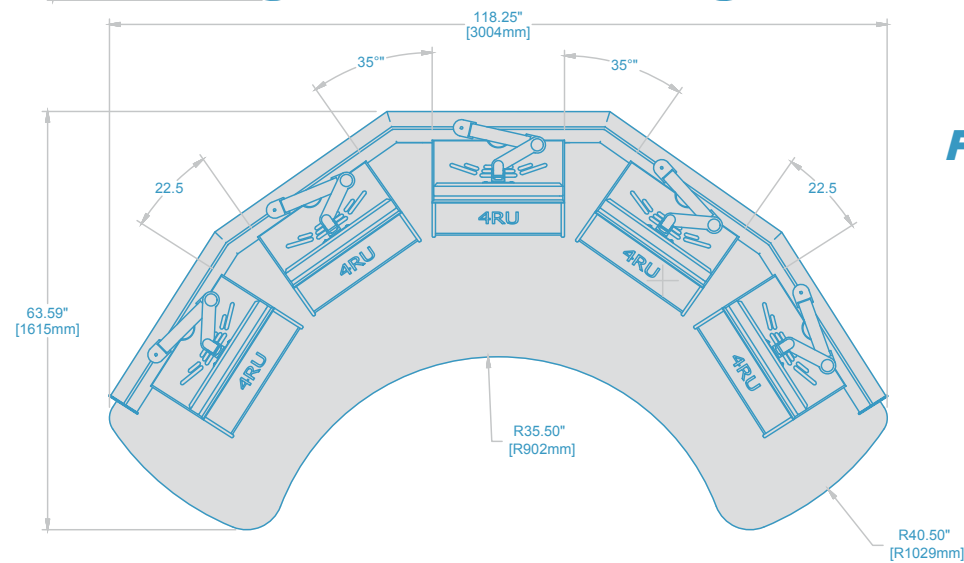 118.25"
[3004mm]
35°"
35°"
22.5
22.5
4RU
4RU
4RU
4RU
4RU
63.59"
[1615mm]
R35.50"
[R902mm]
R40.50"
[R1029mm]